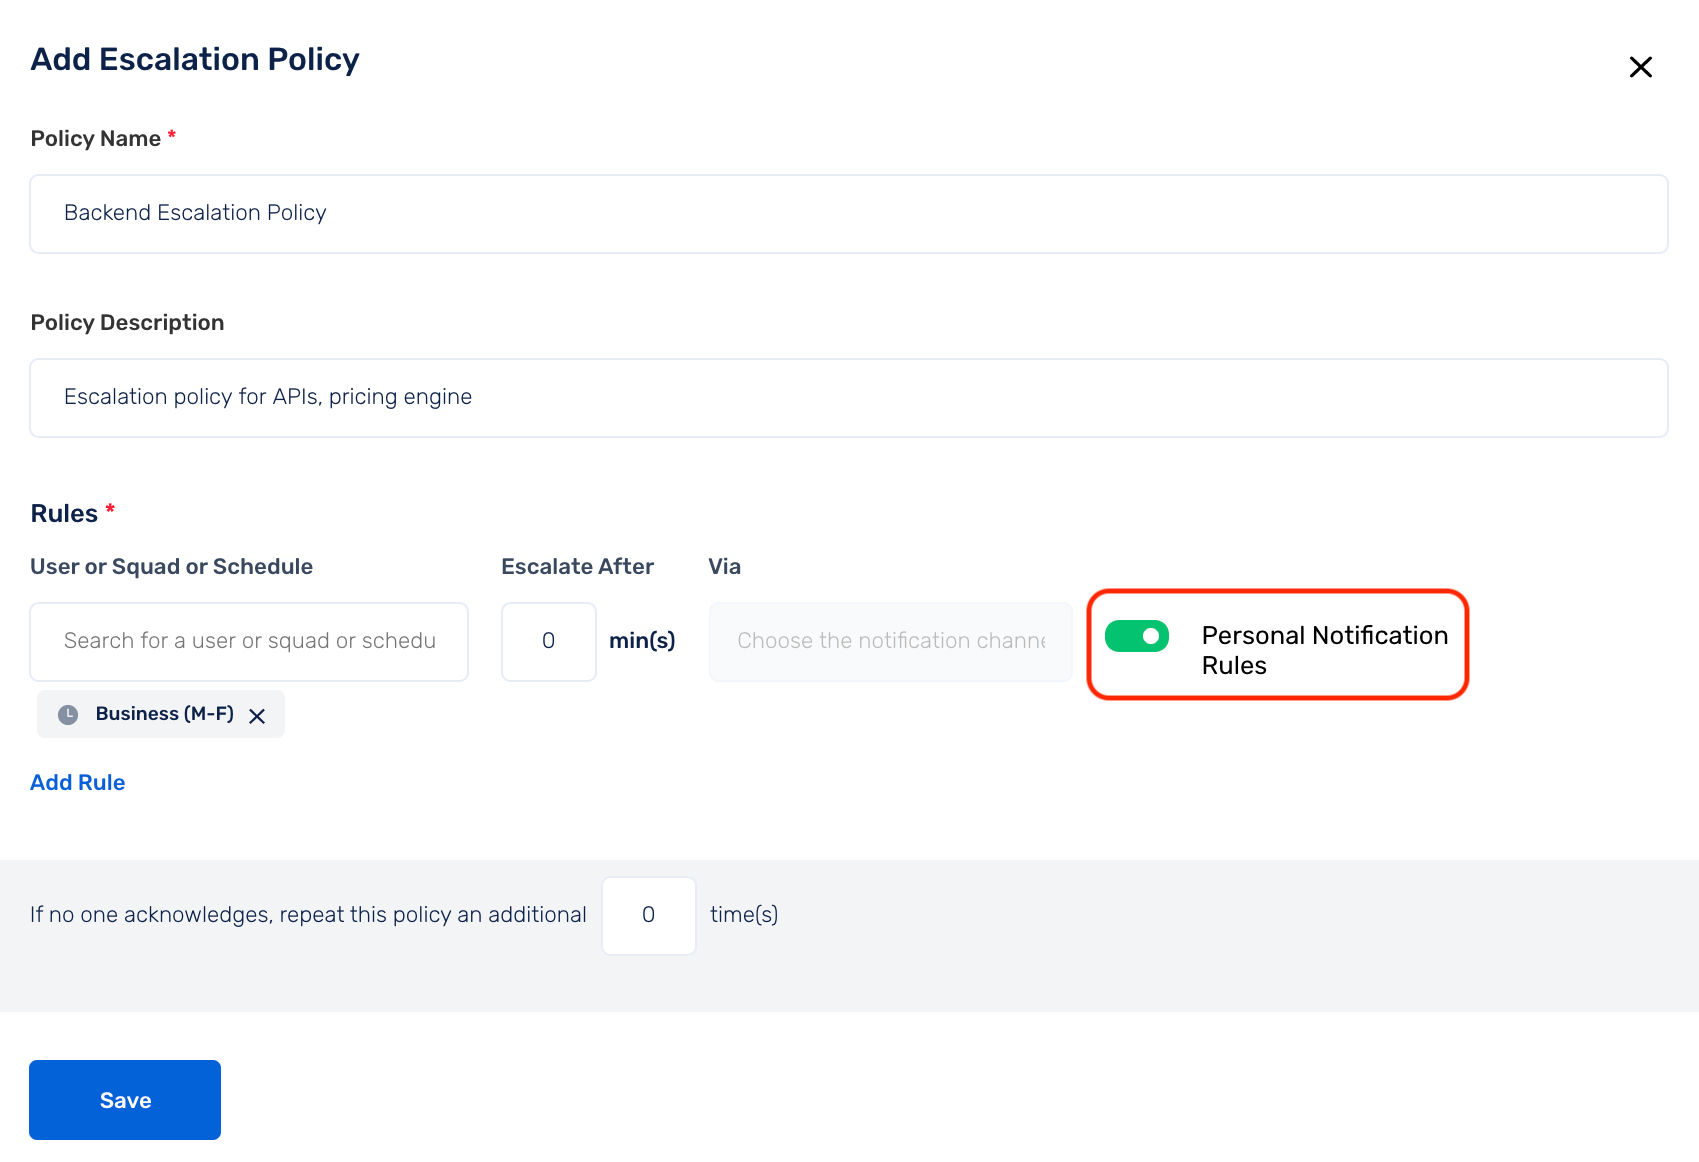 Add Escalation Policy
Policy Name *
Backend Escalation Policy
Policy Description
Escalation policy for APIs, pricing engine
Rules *
User or Squad or Schedule
Escalate After
Via
Search for a user or squad or schedu
0
min(s)
Choose the notification channe
Personal Notification
Rules
Business (M-F)
Add Rule
If no one acknowledges, repeat this policy an additional
0
time(s)
Save